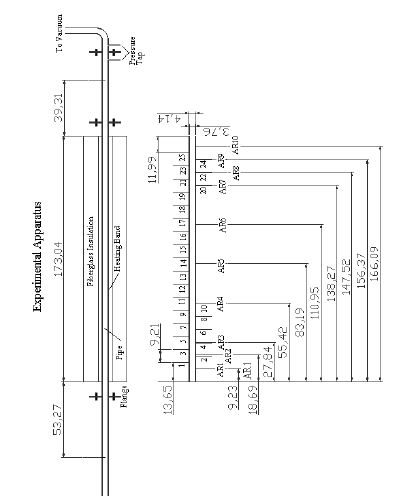 Experimental Apparatus
To Vacuum
Pressure
Tap
Fiberglass Insulation
Heating Band
Pipe
Flange
39,31
173,04
53,27
4,14
3,76
11,99
9,21
13,65
1 3 5 7 9 11 12 13 14 15 16 17 18 19 21 23 25
2 4 6 8 10 20 22 24
AR1 AR2 AR3 AR4 AR5 AR6 AR7 AR8 AR9 AR10
AR1
9,23
18,69
27,84
55,42
83,19
110,95
138,27
147,52
156,37
166,09